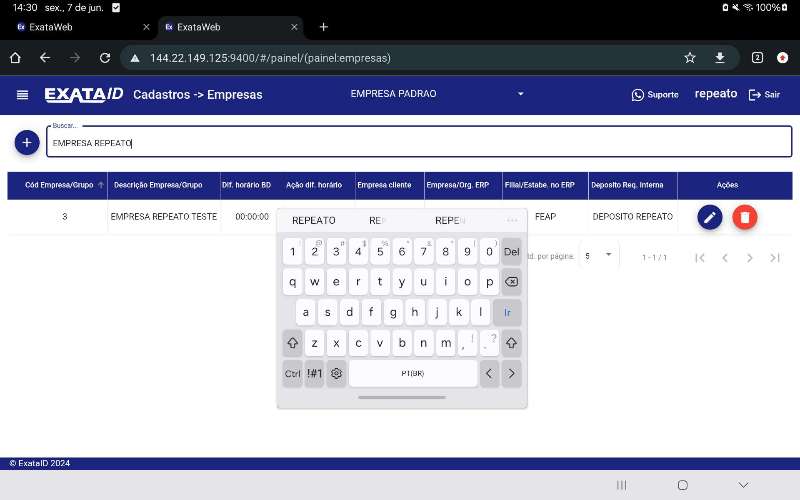 14:30 sex., 7 de jun. 100%
ExataWeb
ExataWeb
144.22.149.125:9400/#/painel/(painel:empresas)
2
EXATAID Cadastros -> Empresas EMPRESA PADRAO Suporte repeato Sair
Buscar...
EMPRESA REPEATO
Cód Empresa/Grupo Descrição Empresa/Grupo Dif. horário BD Ação dif. horário Empresa cliente Empresa/Org. ERP Filial/Estabe. no ERP Deposito Req. Interna Ações
3 EMPRESA REPEATO TESTE 00:00:00 FEAP DEPOSITO REPEATO
REPEATO REP REPEN ...
td. por página. 5 1 - 1 / 1
1 2 3 4 5 6 7 8 9 0 Del
q w e r t y u i o p
a s d f g h j k l Ir
z x c v b n m , ! . ?
Ctrl !#1 PT(BR)
© ExataID 2024